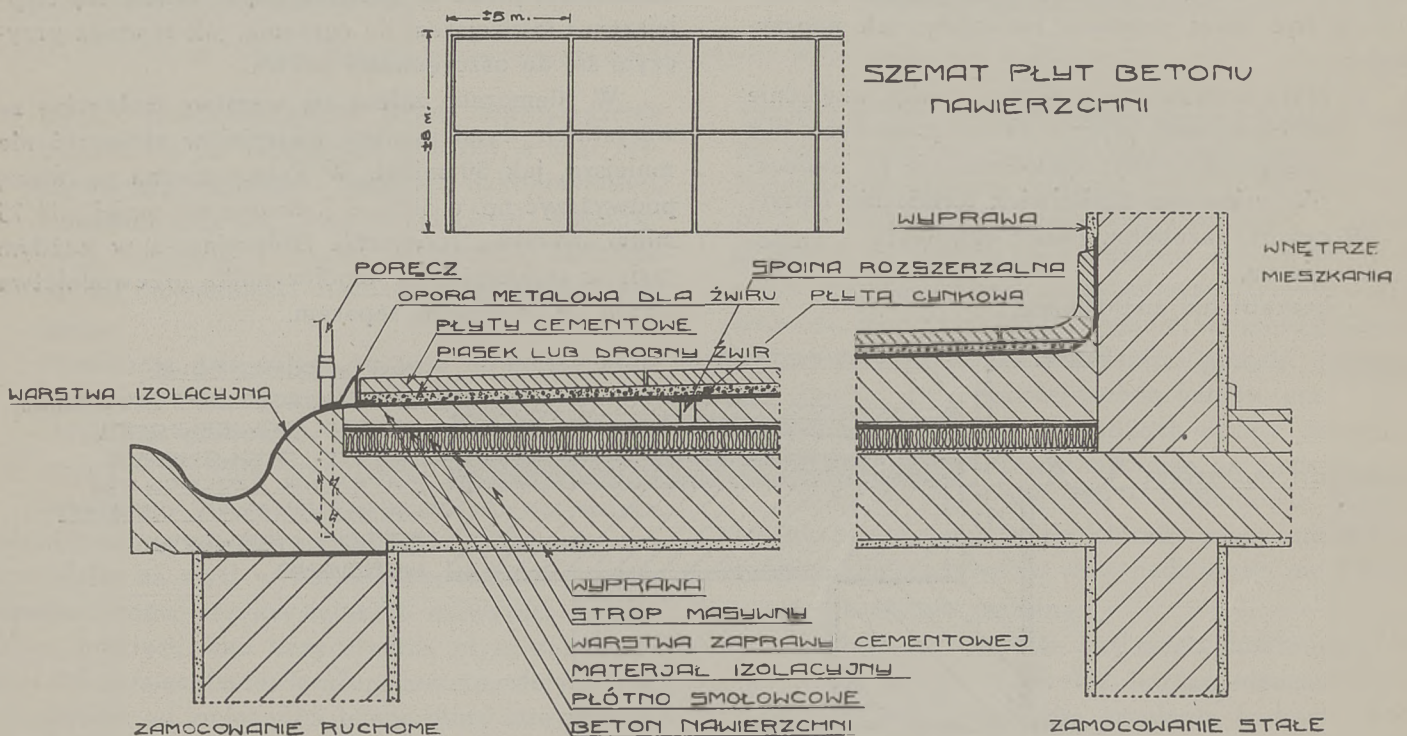 ±5 m.
±8 m.
SZEMAT PŁYT BETONU
NAWIERZCHNI
WYPRAWA
WNĘTRZE
MIESZKANIA
PORĘCZ
SPOINA ROZSZERZALNA
OPORA METALOWA DLA ŻWIRU
PŁYTA CYNKOWA
PŁYTY CEMENTOWE
PIASEK LUB DROBNY ŻWIR
WARSTWA IZOLACYJNA
WYPRAWA
STROP MASYWNY
WARSTWA ZAPRAWY CEMENTOWEJ
MATERJAŁ IZOLACYJNY
PŁÓTNO SMOŁOWCOWE
BETON NAWIERZCHNI
ZAMOCOWANIE RUCHOME
ZAMOCOWANIE STAŁE